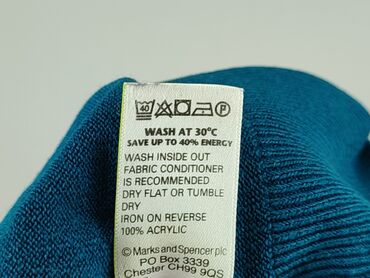 40 P
WASH AT 30°C
SAVE UP TO 40% ENERGY
WASH INSIDE OUT
FABRIC CONDITIONER
IS RECOMMENDED
DRY FLAT OR TUMBLE
DRY
IRON ON REVERSE
100% ACRYLIC
© Marks and Spencer plc
PO Box 3339
Chester CH99 9QS